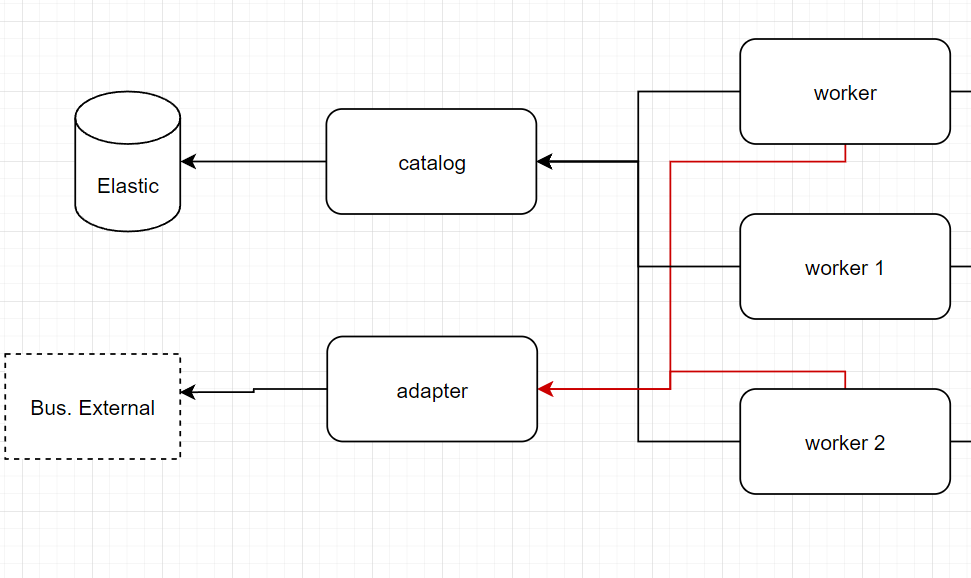 worker
catalog
Elastic
worker 1
adapter
Bus. External
worker 2